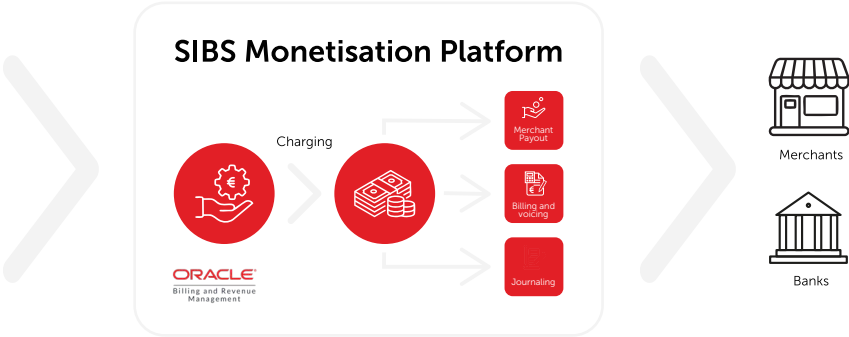 SIBS Monetisation Platform
Charging
Merchant
Payout
Billing and
voicing
Journaling
ORACLE®
Billing and Revenue
Management
Merchants
Banks